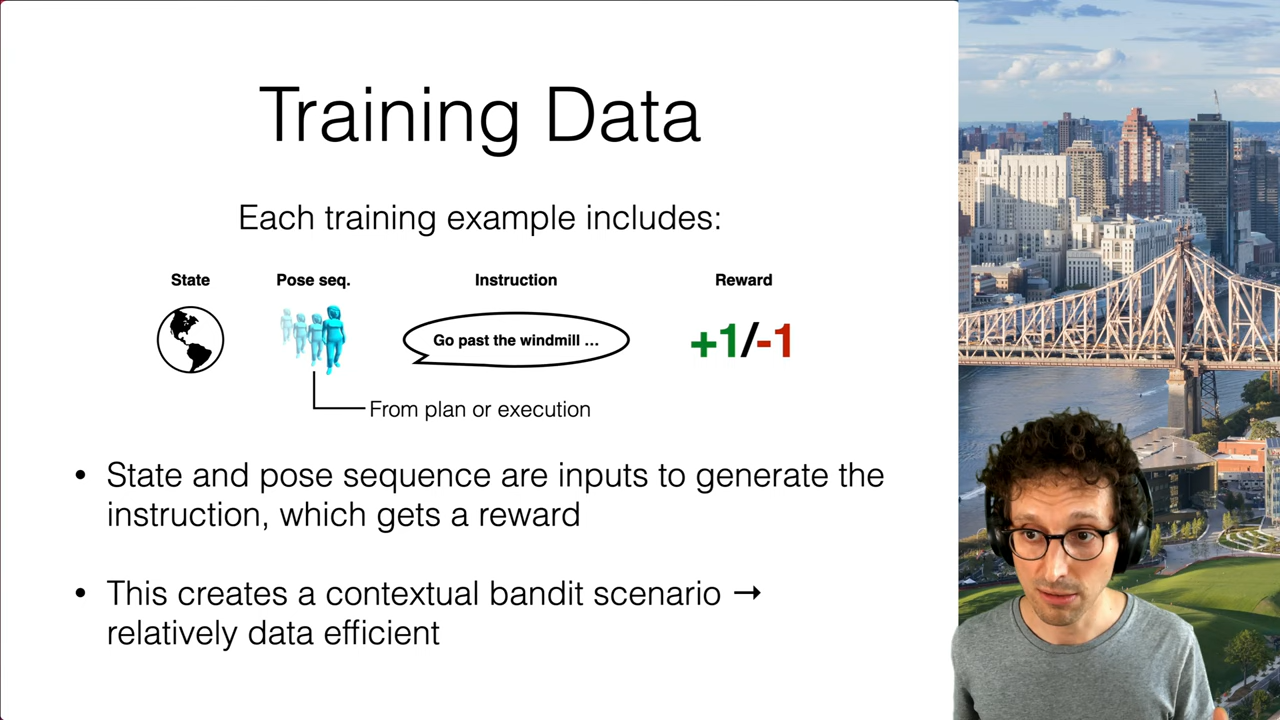 Training Data
Each training example includes:
State
Pose seq.
Instruction
Reward
Go past the windmill ...
+1/-1
From plan or execution
• State and pose sequence are inputs to generate the
instruction, which gets a reward
• This creates a contextual bandit scenario →
relatively data efficient